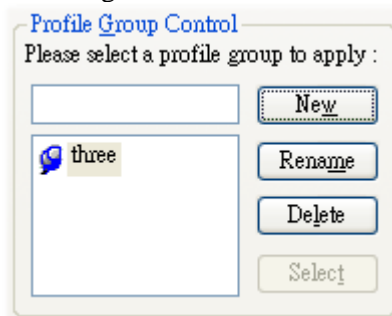 Profile Group Control
Please select a profile group to apply :
New
three
Rename
Delete
Select